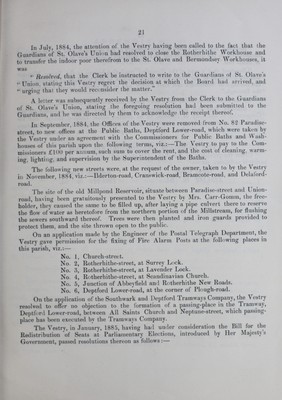 21
In July, 1884, the attention of the Vestry having been called to the fact that the
Guardians of St. Olave's Union had resolved to close the Rotherhithe Workhouse and
to transfer the indoor poor therefrom to the St. Olave and Bermondsey Workhouses, it
was
"Resolved, that the Clerk be instructed to write to the Guardians of St. Olave's
"Union stating this Vestry regret the decision at which the Board had arrived, and
"urging that they would reconsider the matter."
A letter was subsequently received by the Vestry from the Clerk to the Guardians
of St. Olave's Union, stating the foregoing resolution had been submitted to the
Guardians, and he was directed by them to acknowledge the receipt thereof.
In September, 1884, the Offices of the Vestry were removed from No. 82 Paradise-
street, to new offices at the Public Baths, Deptford Lower-road, which were taken by
the Vestry under an agreement with the Commissioners for Public Baths and Wash-
houses of this parish upon the following terms, viz.:—The Vestry to pay to the Com-
missioners £100 per annum, such sum to cover the rent, and the cost of cleaning, warm-
ing, lighting, and supervision by the Superintendent of the Baths.
The following new streets were, at the request of the owner, taken to by the Vestry
in November, 1884, viz.:—Ilderton-road, Cranswick-road, Bramcote-road, and Delaford-
road.
The site of the old Millpond Reservoir, situate between Paradise-street and Union-
road, having been gratuitously presented to the Vestry by Mrs. Carr-Gomm, the free-
holder, they caused the same to be filled up, after laying a pipe culvert there to reserve
the flow of water as heretofore from the northern portion of the Millstream, for flushing
the sewers southward thereof. Trees were then planted and iron guards provided to
protect them, and the site thrown open to the public.
On an application made by the Engineer of the Postal Telegraph Department, the
Vestry gave permission for the fixing of Fire Alarm Posts at the following places in
this parish, viz.:—
No. 1, Church-street.
No. 2, Rotherhithe-street, at Surrey Lock.
No. 3, Rotherhithe-street, at Lavender Lock.
No. 4, Rotherhithe-street, at Scandinavian Church.
No. 5, Junction of Abbeyfield and Rotherhithe New Roads.
No. 6, Deptford Lower-road, at the corner of Plough-road.
On the application of the Southwark and Deptford Tramways Company, the Vestry
resolved to offer no objection to the formation of a passing-place in the Tramway,
Deptford Lower-road, between All Saints Church and Neptune-street, which passing-
place has been executed by the Tramways Company.
The Vestry, in January, 1885, having had under consideration the Bill for the
Redistribution of Seats at Parliamentary Elections, introduced by Her Majesty's
Government, passed resolutions thereon as follows:—